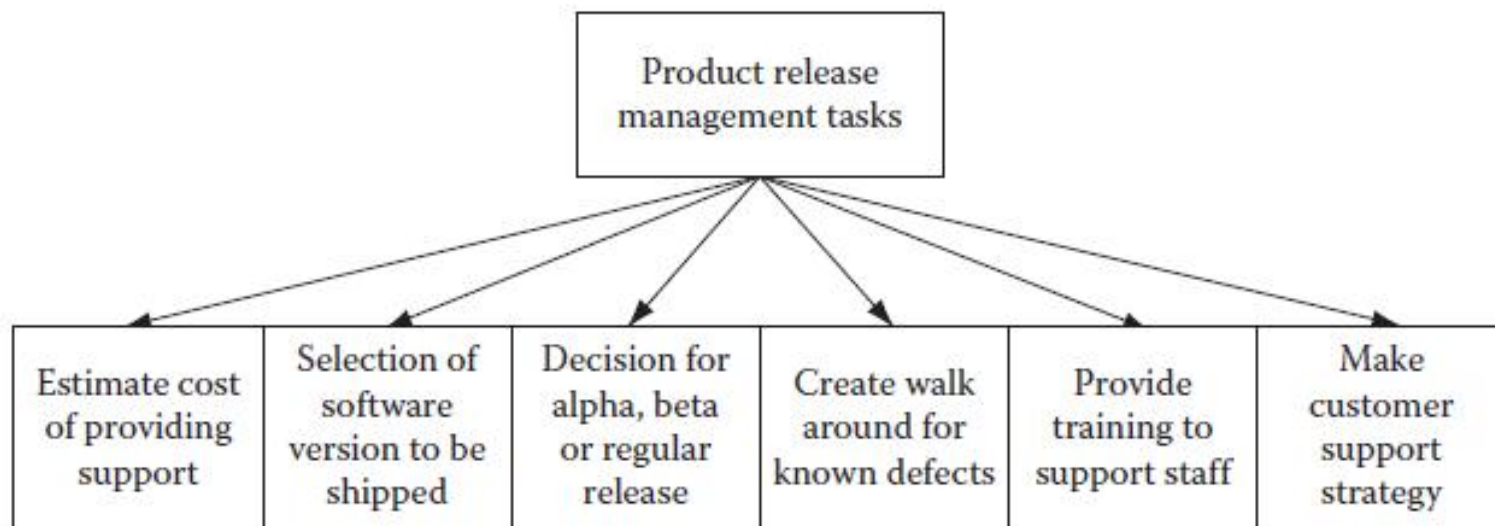 Product release
management tasks
Estimate cost
of providing
support
Selection of
software
version to be
shipped
Decision for
alpha, beta
or regular
release
Create walk
around for
known defects
Provide
training to
support staff
Make
customer
support
strategy